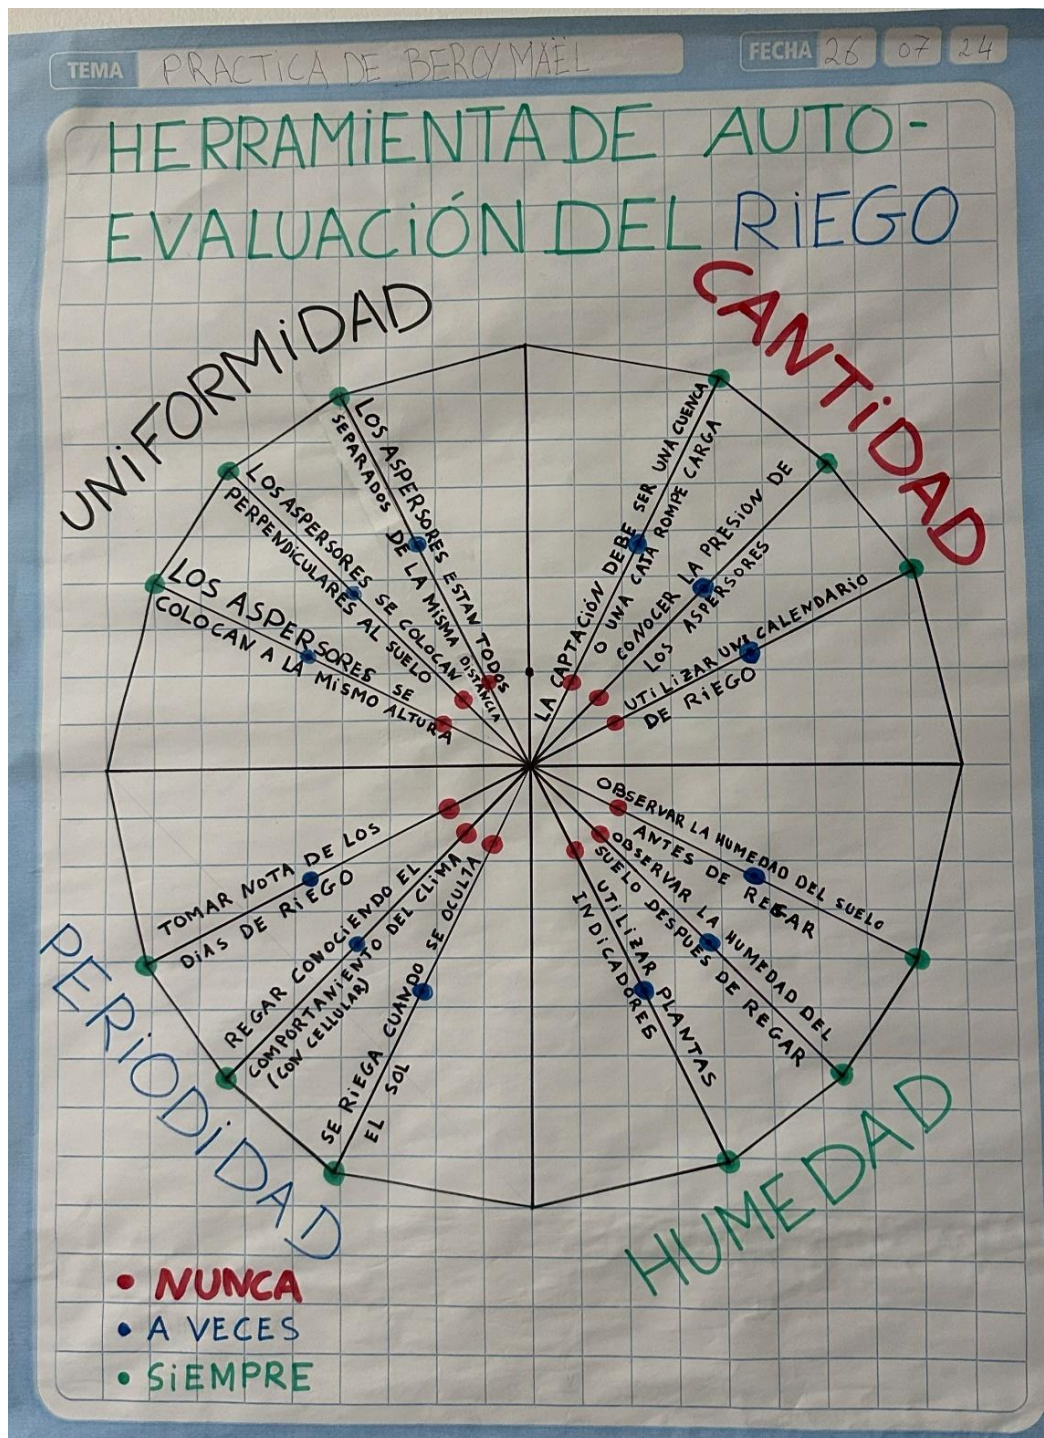 TEMA PRACTICA DE BERCY MAËL
FECHA 26 07 24
HERRAMiENTA DE AUTO-
EVALUACiÓN DEL RiEGO
UNiFORMiDAD
LOS ASPERSORES ESTAN TODOS
SEPARADOS DE LA MISMA DISTANCIA
LOS ASPERSORES SE COLOCAN
PERPENDICULARES AL SUELO
LOS ASPERSORES SE
COLOCAN A LA MiSMO ALTURA
CANTiDAD
LA CAPTACIÓN DEBE SER UNA CUENCA
O UNA CAJA ROMPE CARGA
CONOCER LA PRESION DE
LOS ASPERSORES
UTiLiZAR UN CALENDARiO
DE RiEGO
PERiODiDAD
TOMAR NOTA DE LOS
DiAS DE RiEGO
REGAR CONOCiENDO EL
COMPORTAMIENTO DEL CLiMA
(CON CELLULAR)
SE RiEGA CUANDO SE OCULTA
EL SOL
HUMEDAD
OBSERVAR LA HUMEDAD DEL SUELO
ANTES DE REGAR
OBSERVAR LA HUMEDAD DEL
SUELO DESPUES DE REGAR
UTiLiZAR PLANTAS
INDiCADORES
• NUNCA
• A VECES
• SiEMPRE